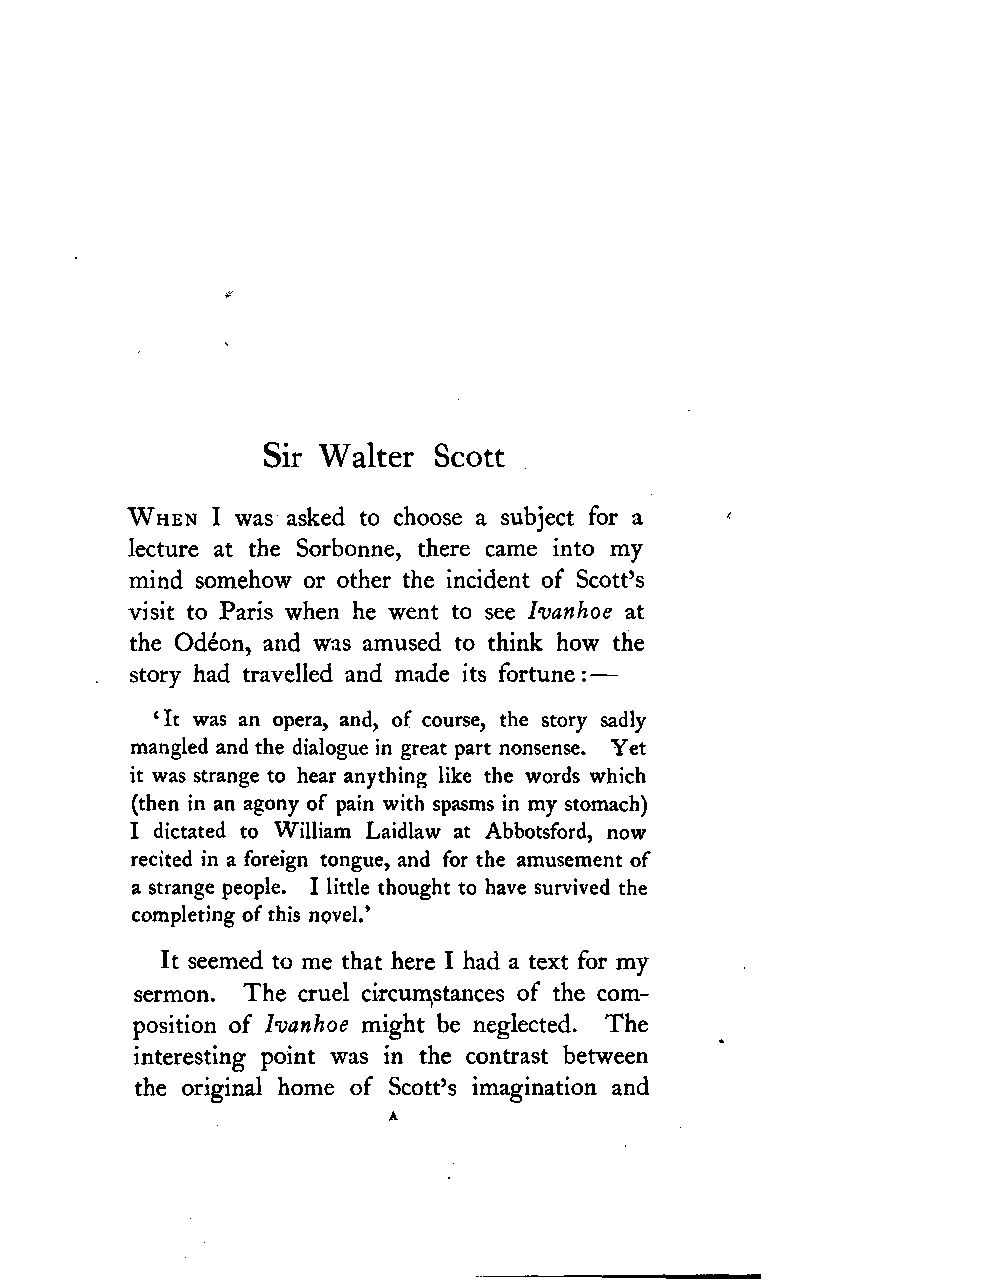 Sir Walter Scott
WHEN I was asked to choose a subject for a
lecture at the Sorbonne, there came into my
mind somehow or other the incident of Scott's
visit to Paris when he went to see Ivanhoe at
the Odéon, and was amused to think how the
story had travelled and made its fortune:—
'It was an opera, and, of course, the story sadly
mangled and the dialogue in great part nonsense. Yet
it was strange to hear anything like the words which
(then in an agony of pain with spasms in my stomach)
I dictated to William Laidlaw at Abbotsford, now
recited in a foreign tongue, and for the amusement of
a strange people. I little thought to have survived the
completing of this novel.'
It seemed to me that here I had a text for my
sermon. The cruel circumstances of the com-
position of Ivanhoe might be neglected. The
interesting point was in the contrast between
the original home of Scott's imagination and
A